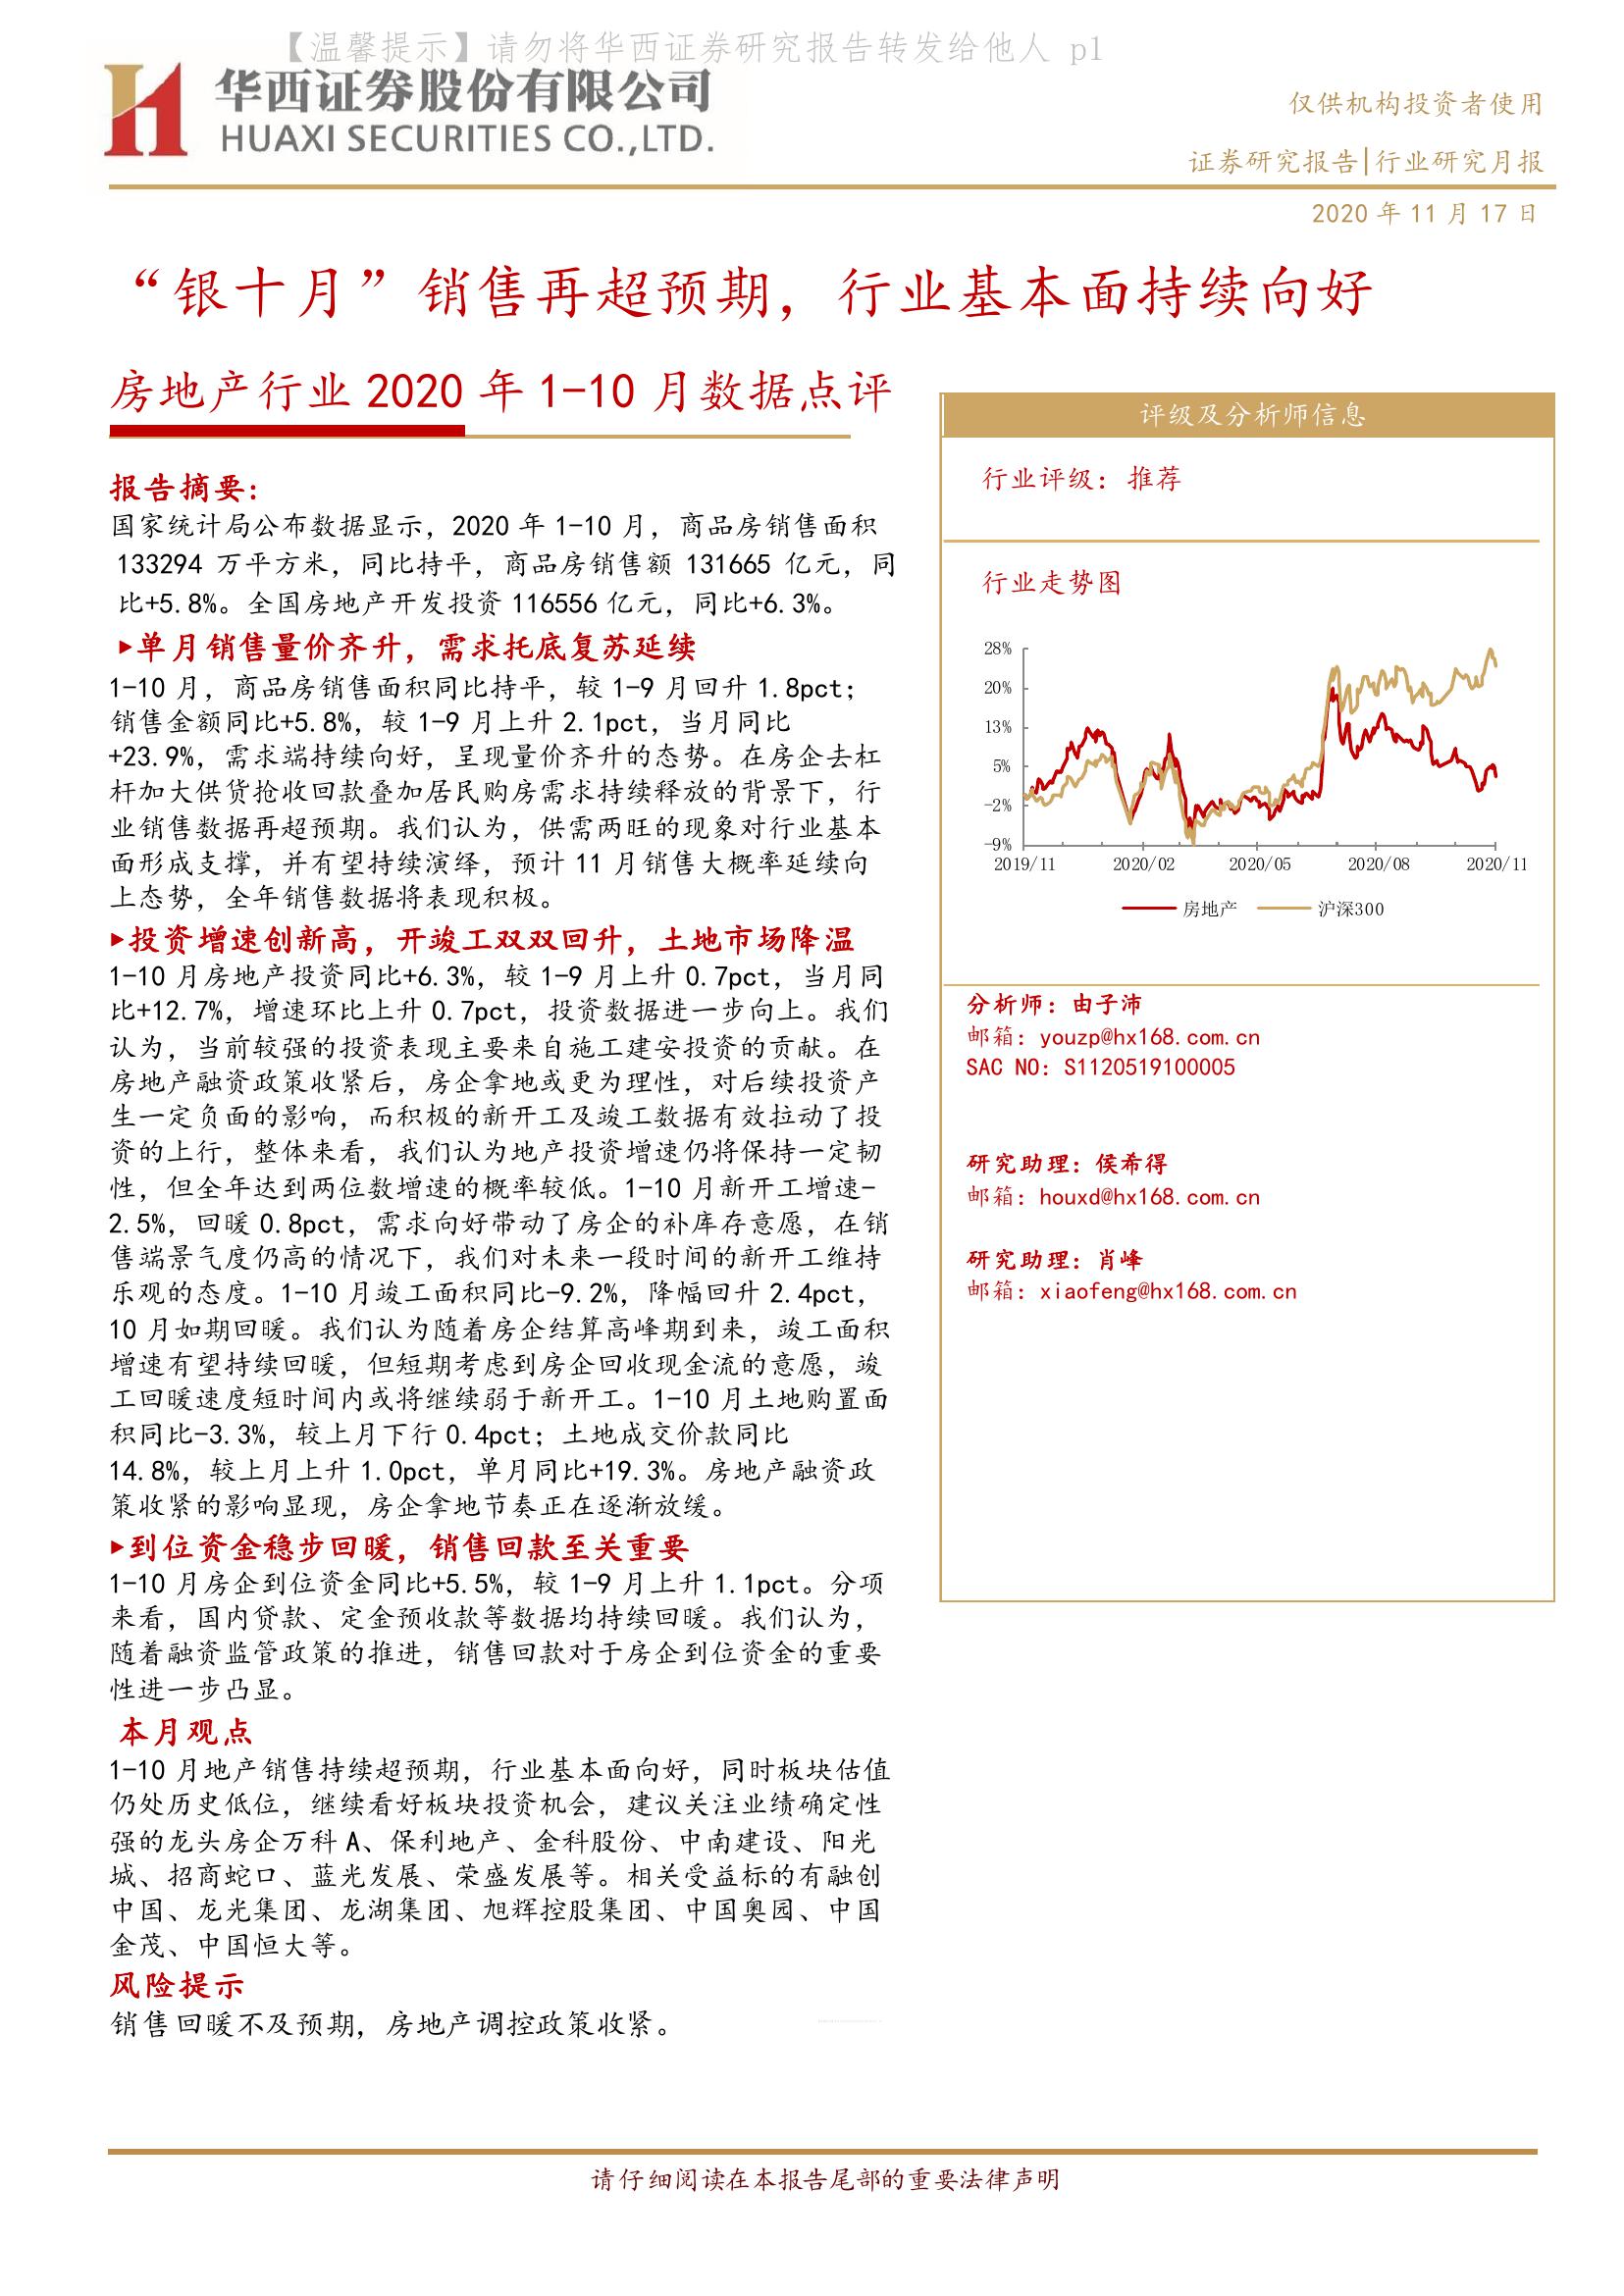 【温馨提示】请勿将华西证券研究报告转发给他人 p1
华西证券股份有限公司
HUAXI SECURITIES CO.,LTD.
仅供机构投资者使用
证券研究报告|行业研究月报
2020 年 11 月 17 日
“银十月”销售再超预期，行业基本面持续向好
房地产行业 2020 年 1-10 月数据点评
报告摘要:
国家统计局公布数据显示，2020 年 1-10 月，商品房销售面积
133294 万平方米，同比持平，商品房销售额 131665 亿元，同
比+5.8%。全国房地产开发投资 116556 亿元，同比+6.3%。
▸单月销售量价齐升，需求托底复苏延续
1-10 月，商品房销售面积同比持平，较 1-9 月回升 1.8pct；
销售金额同比+5.8%，较 1-9 月上升 2.1pct，当月同比
+23.9%，需求端持续向好，呈现量价齐升的态势。在房企去杠
杆加大供货抢收回款叠加居民购房需求持续释放的背景下，行
业销售数据再超预期。我们认为，供需两旺的现象对行业基本
面形成支撑，并有望持续演绎，预计 11 月销售大概率延续向
上态势，全年销售数据将表现积极。
▸投资增速创新高，开竣工双双回升，土地市场降温
1-10 月房地产投资同比+6.3%，较 1-9 月上升 0.7pct，当月同
比+12.7%，增速环比上升 0.7pct，投资数据进一步向上。我们
认为，当前较强的投资表现主要来自施工建安投资的贡献。在
房地产融资政策收紧后，房企拿地或更为理性，对后续投资产
生一定负面的影响，而积极的新开工及竣工数据有效拉动了投
资的上行，整体来看，我们认为地产投资增速仍将保持一定韧
性，但全年达到两位数增速的概率较低。1-10 月新开工增速-
2.5%，回暖 0.8pct，需求向好带动了房企的补库存意愿，在销
售端景气度仍高的情况下，我们对未来一段时间的新开工维持
乐观的态度。1-10 月竣工面积同比-9.2%，降幅回升 2.4pct，
10 月如期回暖。我们认为随着房企结算高峰期到来，竣工面积
增速有望持续回暖，但短期考虑到房企回收现金流的意愿，竣
工回暖速度短时间内或将继续弱于新开工。1-10 月土地购置面
积同比-3.3%，较上月下行 0.4pct；土地成交价款同比
14.8%，较上月上升 1.0pct，单月同比+19.3%。房地产融资政
策收紧的影响显现，房企拿地节奏正在逐渐放缓。
▸到位资金稳步回暖，销售回款至关重要
1-10 月房企到位资金同比+5.5%，较 1-9 月上升 1.1pct。分项
来看，国内贷款、定金预收款等数据均持续回暖。我们认为，
随着融资监管政策的推进，销售回款对于房企到位资金的重要
性进一步凸显。
本月观点
1-10 月地产销售持续超预期，行业基本面向好，同时板块估值
仍处历史低位，继续看好板块投资机会，建议关注业绩确定性
强的龙头房企万科 A、保利地产、金科股份、中南建设、阳光
城、招商蛇口、蓝光发展、荣盛发展等。相关受益标的有融创
中国、龙光集团、龙湖集团、旭辉控股集团、中国奥园、中国
金茂、中国恒大等。
风险提示
销售回暖不及预期，房地产调控政策收紧。
评级及分析师信息
行业评级：推荐
行业走势图
28%
20%
13%
5%
-2%
-9%
2019/11 2020/02 2020/05 2020/08 2020/11
房地产 沪深300
分析师：由子沛
邮箱：youzp@hx168.com.cn
SAC NO：S1120519100005
研究助理：侯希得
邮箱：houxd@hx168.com.cn
研究助理：肖峰
邮箱：xiaofeng@hx168.com.cn
请仔细阅读在本报告尾部的重要法律声明